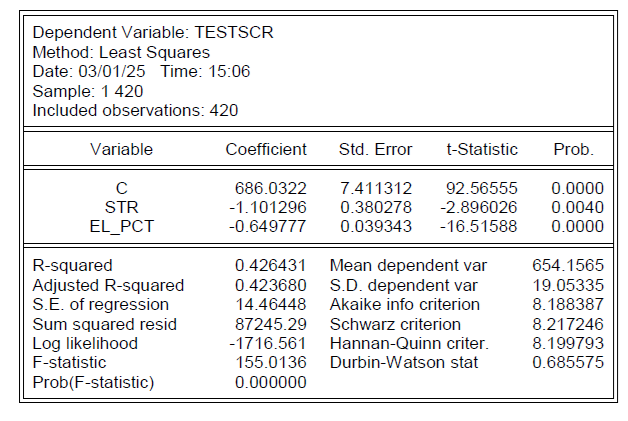 Dependent Variable: TESTSCR
Method: Least Squares
Date: 03/01/25 Time: 15:06
Sample: 1 420
Included observations: 420
Variable Coefficient Std. Error t-Statistic Prob.
C 686.0322 7.411312 92.56555 0.0000
STR -1.101296 0.380278 -2.896026 0.0040
EL_PCT -0.649777 0.039343 -16.51588 0.0000
R-squared 0.426431 Mean dependent var 654.1565
Adjusted R-squared 0.423680 S.D. dependent var 19.05335
S.E. of regression 14.46448 Akaike info criterion 8.188387
Sum squared resid 87245.29 Schwarz criterion 8.217246
Log likelihood -1716.561 Hannan-Quinn criter. 8.199793
F-statistic 155.0136 Durbin-Watson stat 0.685575
Prob(F-statistic) 0.000000